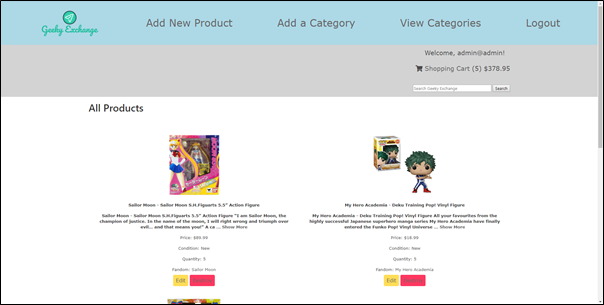 Geeky Exchange
Add New Product
Add a Category
View Categories
Logout
Welcome, admin@admin!
Shopping Cart (5) $378.95
Search Geeky Exchange
Search
All Products
Sailor Moon - Sailor Moon S.H.Figuarts 5.5" Action Figure
Sailor Moon - Sailor Moon S.H.Figuarts 5.5" Action Figure "I am Sailor Moon, the
champion of justice. In the name of the moon, I will right wrongs and triumph over
evil... and that means you!" A ca ... Show More
Price: $89.99
Condition: New
Quantity: 5
Fandom: Sailor Moon
Edit
My Hero Academia - Deku Training Pop! Vinyl Figure
My Hero Academia - Deku Training Pop! Vinyl Figure All your favourites from the
highly successful Japanese superhero manga series My Hero Academia have finally
entered the Funko Pop! Vinyl Universe ... Show More
Price: $18.99
Condition: New
Quantity: 5
Fandom: My Hero Academia
Edit